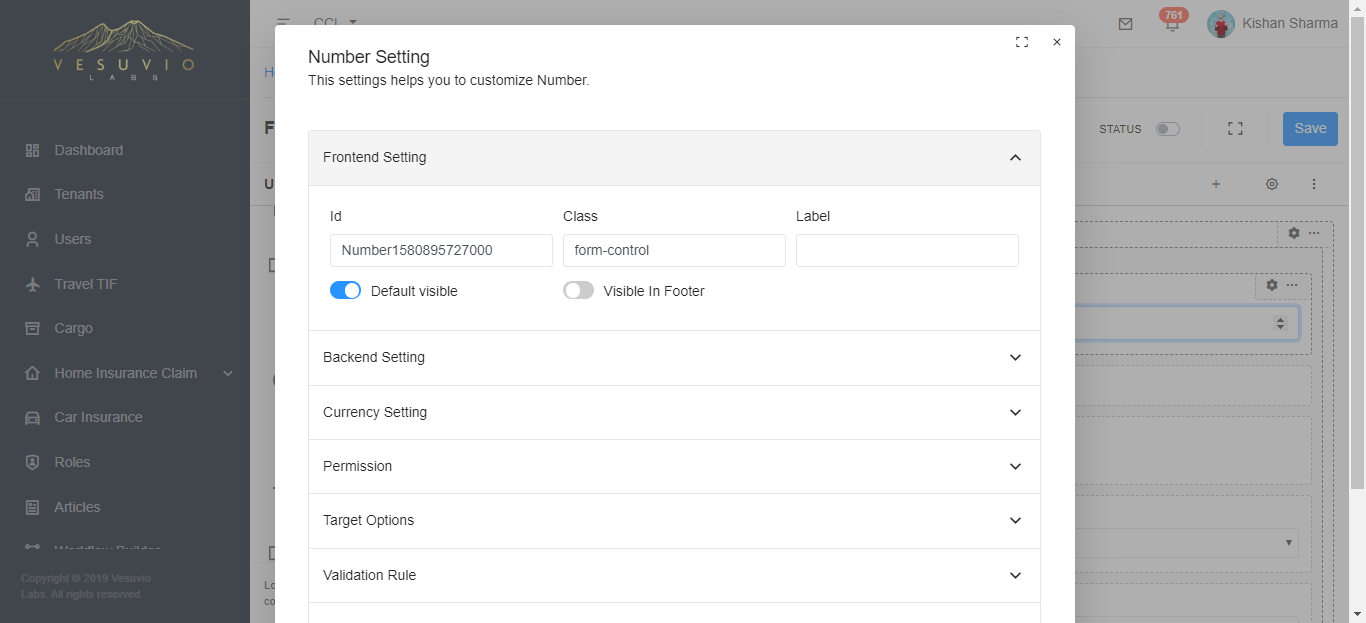 VESUVIO
LABS
Dashboard
Tenants
Users
Travel TIF
Cargo
Home Insurance Claim
Car Insurance
Roles
Articles
Workflow Builder
Copyright © 2019 Vesuvio
Labs. All rights reserved.
CCL
761
Kishan Sharma
STATUS
Save
Number Setting
This settings helps you to customize Number.
Frontend Setting
Id
Class
Label
Number1580895727000
form-control
Default visible
Visible In Footer
Backend Setting
Currency Setting
Permission
Target Options
Validation Rule